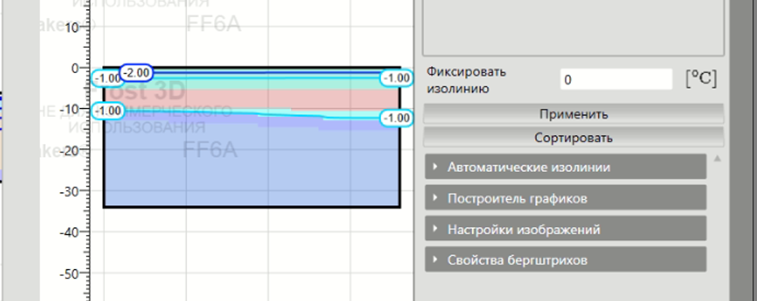 ИСПОЛЬЗОВАНИЯ
FF6A
10
0
-10
-20
-30
-40
-50
-1.00
-2.00
-1.00
ost 3D
-1.00
НЕ ДЛЯ КОММЕРЧЕСКОГО
-1.00
ИСПОЛЬЗОВАНИЯ
FF6A
Фиксировать
изолинию
0
[°C]
Применить
Сортировать
Автоматические изолинии
Построитель графиков
Настройки изображений
Свойства бергштрихов